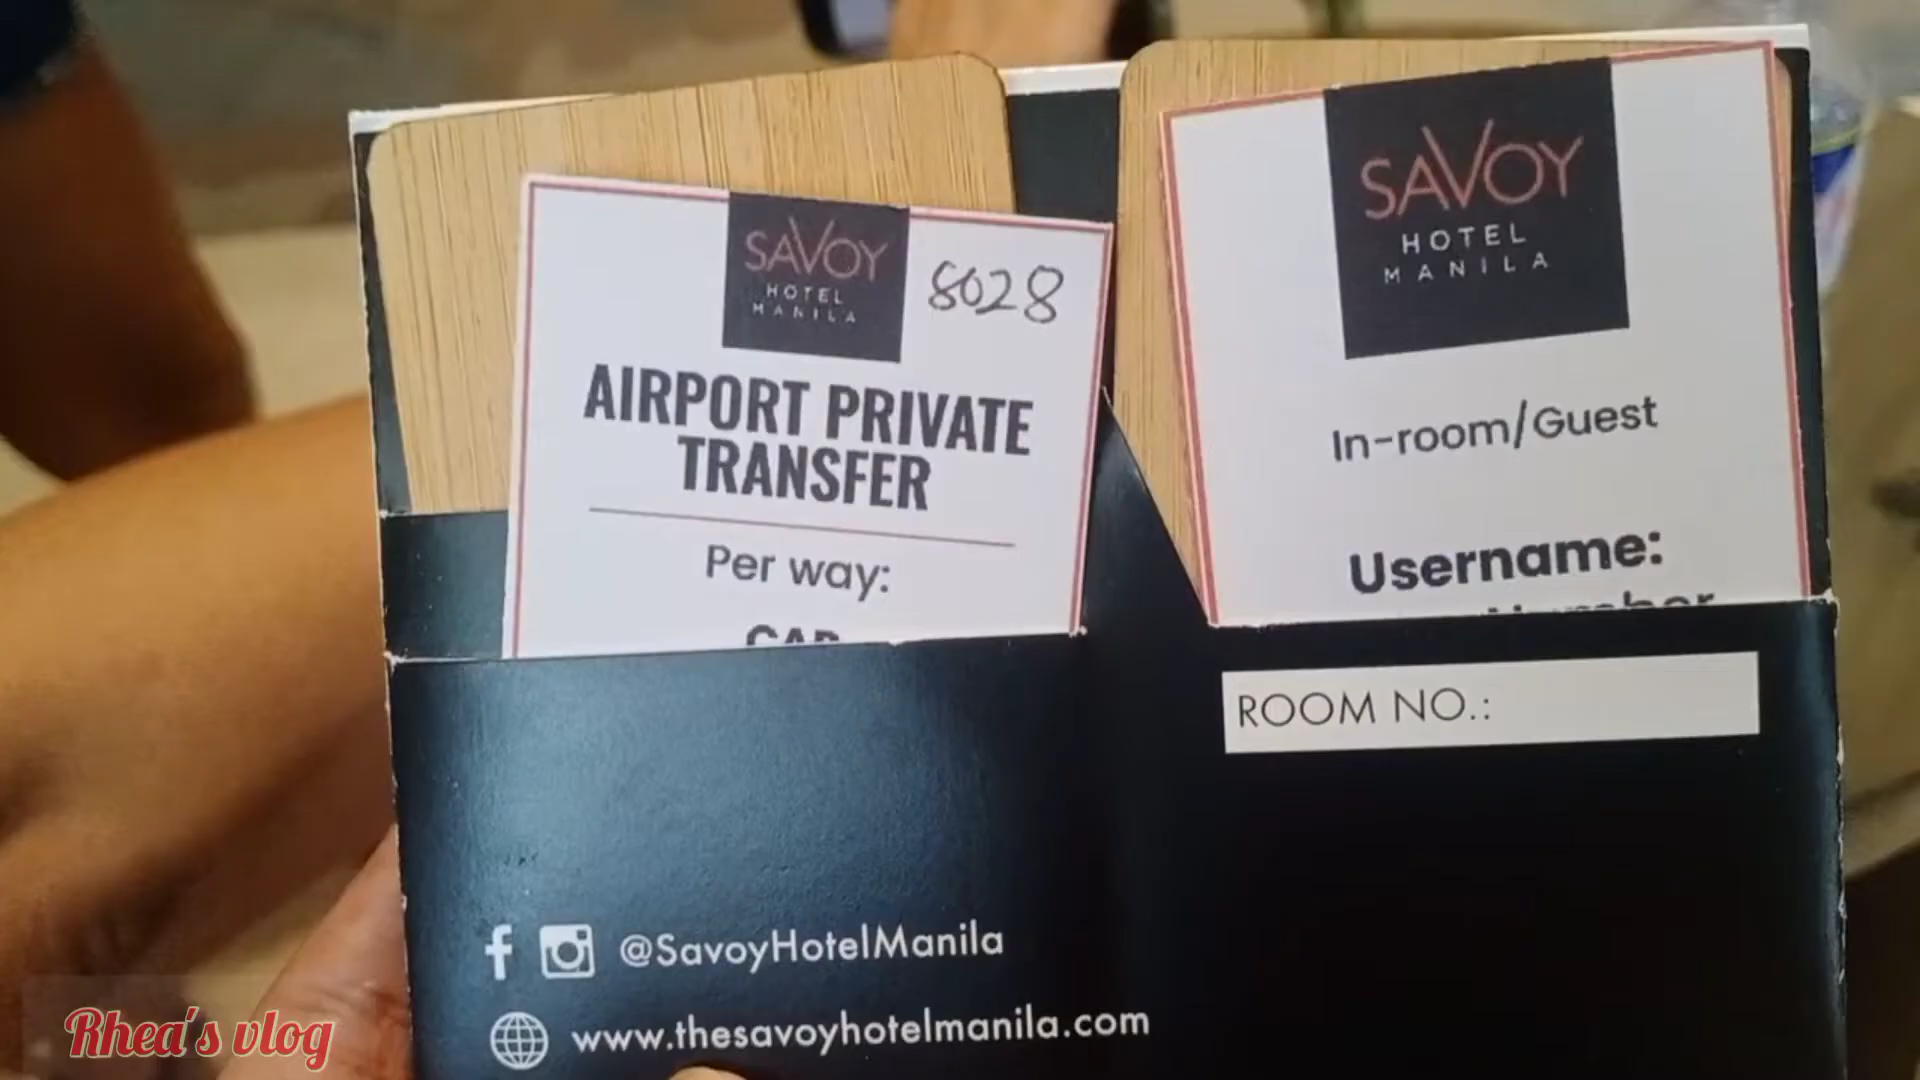 SAVOY
HOTEL
MANILA
8028
AIRPORT PRIVATE
TRANSFER
Per way:
SAVOY
HOTEL
MANILA
In-room/Guest
Username:
ROOM NO.:
@SavoyHotelManila
www.thesavoyhotelmanila.com
Rhea's vlog